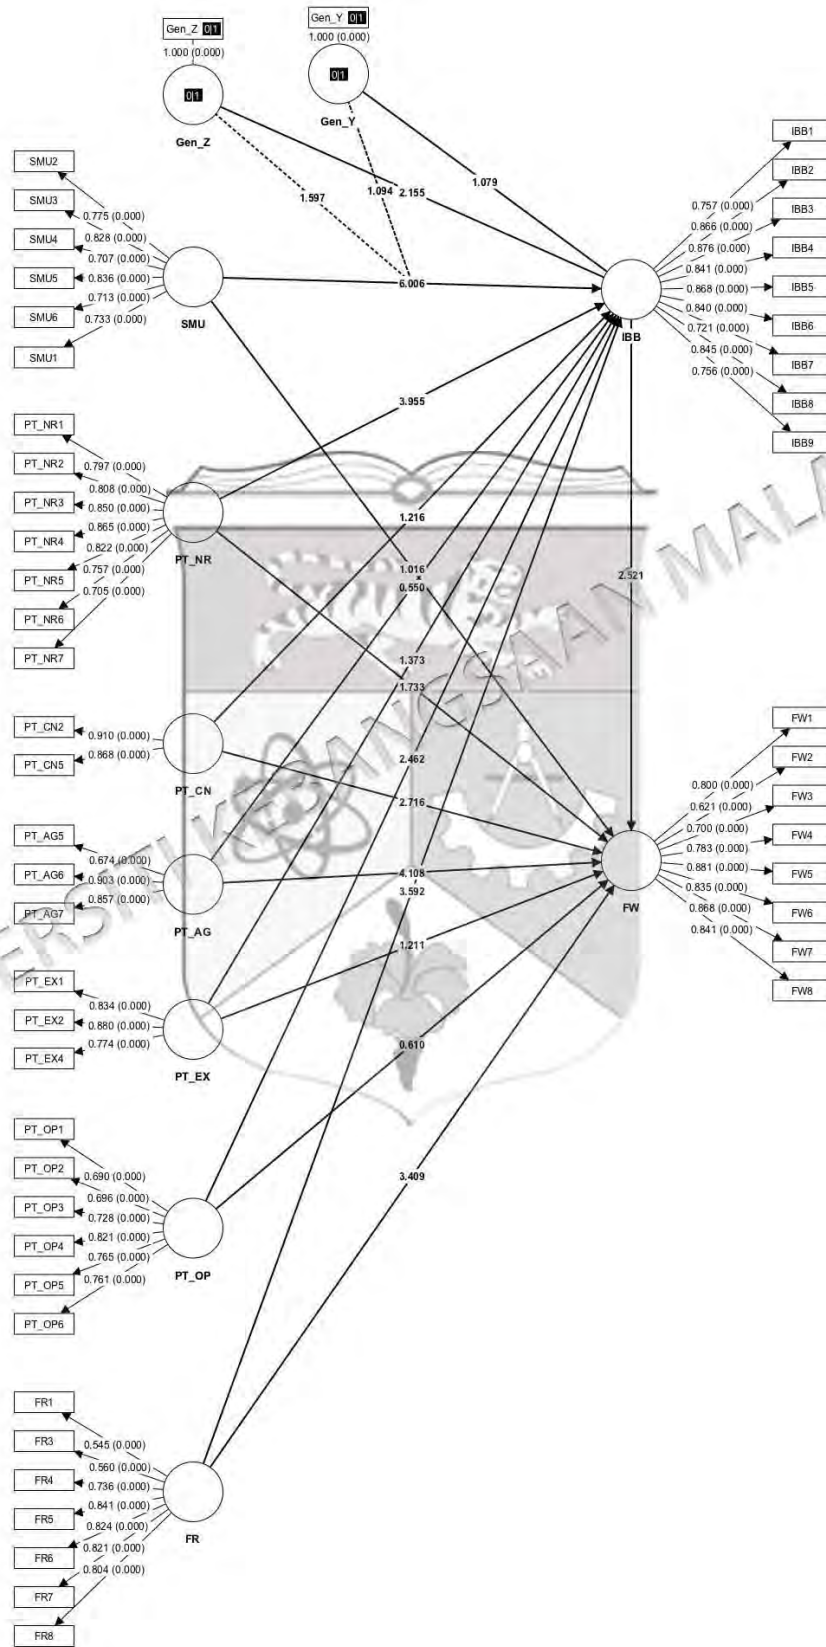 Gen_Z 0|1
1.000 (0.000)
0|1
Gen_Z
Gen_Y 0|1
1.000 (0.000)
0|1
Gen_Y
1.597
1.094
2.155
1.079
6.006
SMU2
SMU3
SMU4
SMU5
SMU6
SMU1
0.775 (0.000)
0.828 (0.000)
0.707 (0.000)
0.836 (0.000)
0.713 (0.000)
0.733 (0.000)
SMU
IBB1
IBB2
IBB3
IBB4
IBB5
IBB6
IBB7
IBB8
IBB9
0.757 (0.000)
0.866 (0.000)
0.876 (0.000)
0.841 (0.000)
0.868 (0.000)
0.840 (0.000)
0.721 (0.000)
0.845 (0.000)
0.756 (0.000)
IBB
3.955
PT_NR1
PT_NR2
PT_NR3
PT_NR4
PT_NR5
PT_NR6
PT_NR7
0.797 (0.000)
0.808 (0.000)
0.850 (0.000)
0.865 (0.000)
0.822 (0.000)
0.757 (0.000)
0.705 (0.000)
PT_NR
1.216
1.016
0.550
2.521
1.373
1.733
PT_CN2
PT_CN5
0.910 (0.000)
0.868 (0.000)
PT_CN
2.462
2.716
PT_AG5
PT_AG6
PT_AG7
0.674 (0.000)
0.903 (0.000)
0.857 (0.000)
PT_AG
4.108
3.592
FW1
FW2
FW3
FW4
FW5
FW6
FW7
FW8
0.800 (0.000)
0.621 (0.000)
0.700 (0.000)
0.783 (0.000)
0.881 (0.000)
0.835 (0.000)
0.868 (0.000)
0.841 (0.000)
FW
PT_EX1
PT_EX2
PT_EX4
0.834 (0.000)
0.880 (0.000)
0.774 (0.000)
PT_EX
1.211
0.610
PT_OP1
PT_OP2
PT_OP3
PT_OP4
PT_OP5
PT_OP6
0.690 (0.000)
0.696 (0.000)
0.728 (0.000)
0.821 (0.000)
0.765 (0.000)
0.761 (0.000)
PT_OP
3.409
FR1
FR3
FR4
FR5
FR6
FR7
FR8
0.545 (0.000)
0.560 (0.000)
0.736 (0.000)
0.841 (0.000)
0.824 (0.000)
0.821 (0.000)
0.804 (0.000)
FR
ERSITI KEBANGSAAN MALA